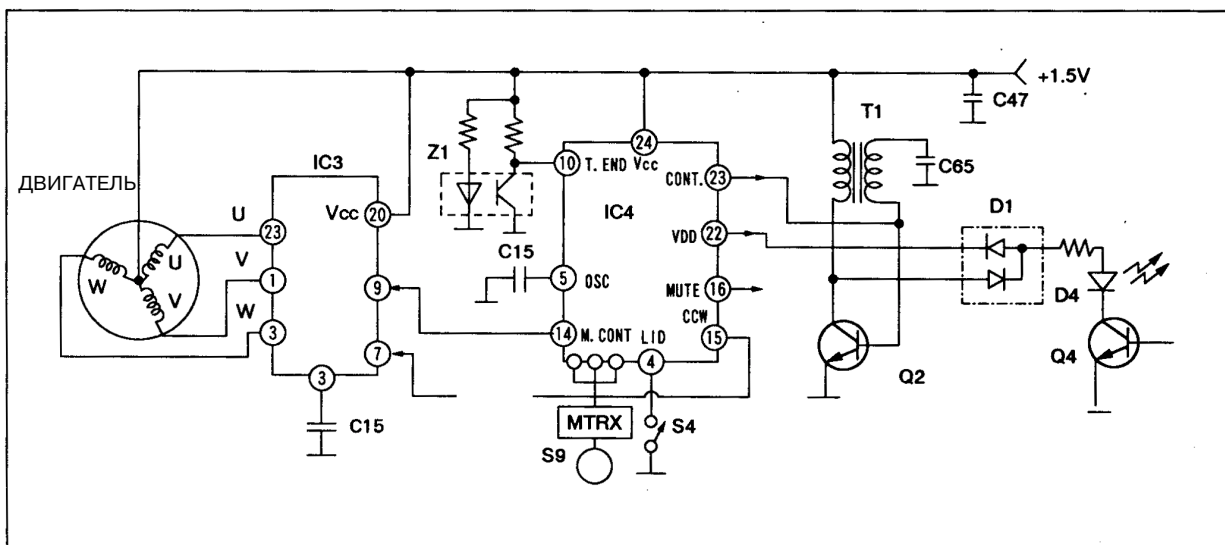 +1.5V
C47
T1
C65
Z1
IC3
24
10
T. END
Vcc
23
CONT.
ДВИГАТЕЛЬ
Vcc
20
IC4
D1
U
23
VDD
22
C15
V
1
9
5
OSC
MUTE
16
U
W
V
W
3
D4
CCW
14
M. CONT
LID
15
7
4
Q2
Q4
3
C15
MTRX
S4
S9